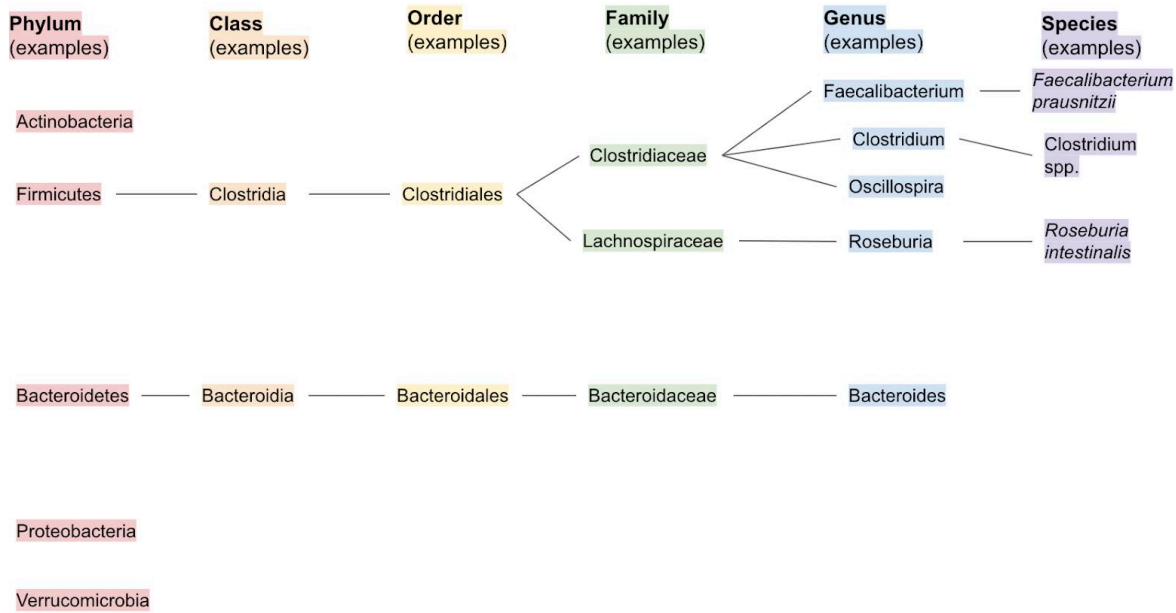 Phylum
(examples)
Class
(examples)
Order
(examples)
Family
(examples)
Genus
(examples)
Species
(examples)
Faecalibacterium
Faecalibacterium
prausnitzii
Actinobacteria
Clostridiaceae
Clostridium
Clostridium
spp.
Firmicutes
Clostridia
Clostridiales
Oscillospira
Lachnospiraceae
Roseburia
Roseburia
intestinalis
Bacteroidetes
Bacteroidia
Bacteroidales
Bacteroidaceae
Bacteroides
Proteobacteria
Verrucomicrobia